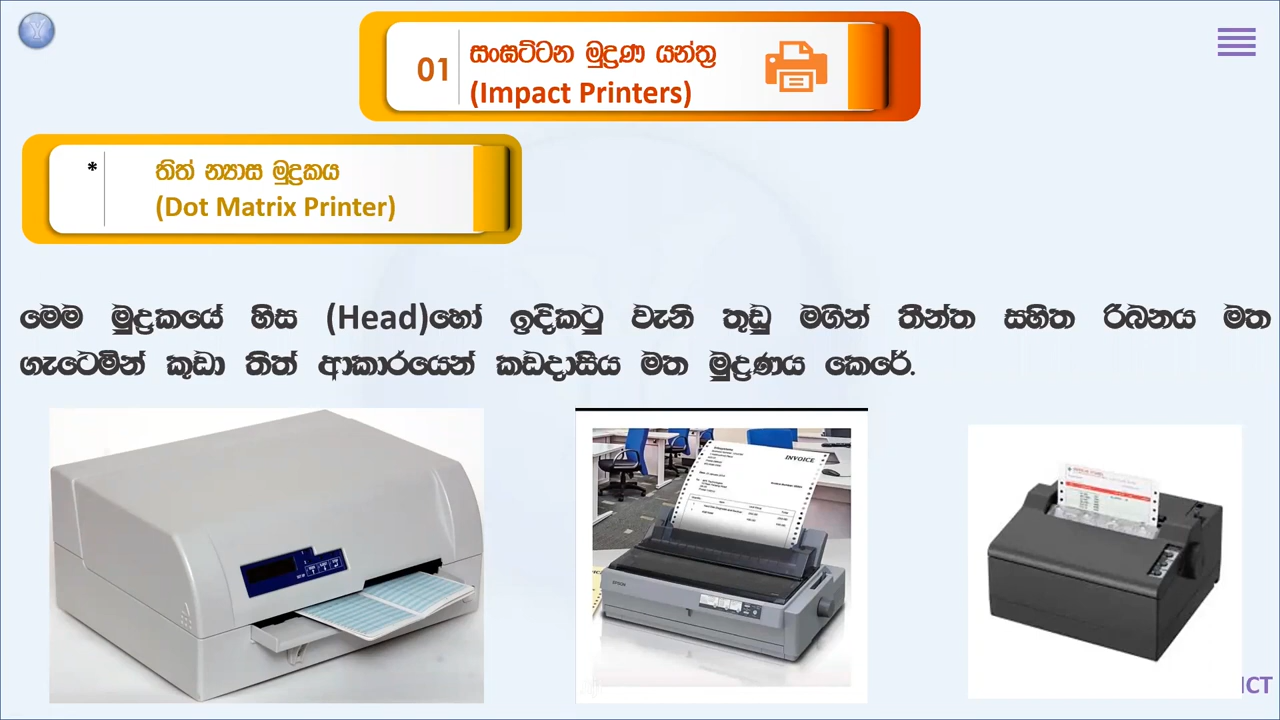 Y
01
සංඝට්ටන මුද්‍රණ යන්ත්‍ර
(Impact Printers)
*
තිත් න්‍යාස මුද්‍රකය
(Dot Matrix Printer)
මෙම මුද්‍රකයේ හිස (Head)හෝ ඉදිකටු වැනි තුඩු මගින් තීන්ත සහිත රිබනය මත
ගැටෙමින් කුඩා තිත් ආකාරයෙන් කඩදාසිය මත මුද්‍රණය කෙරේ.
INVOICE
EPSON
ICT